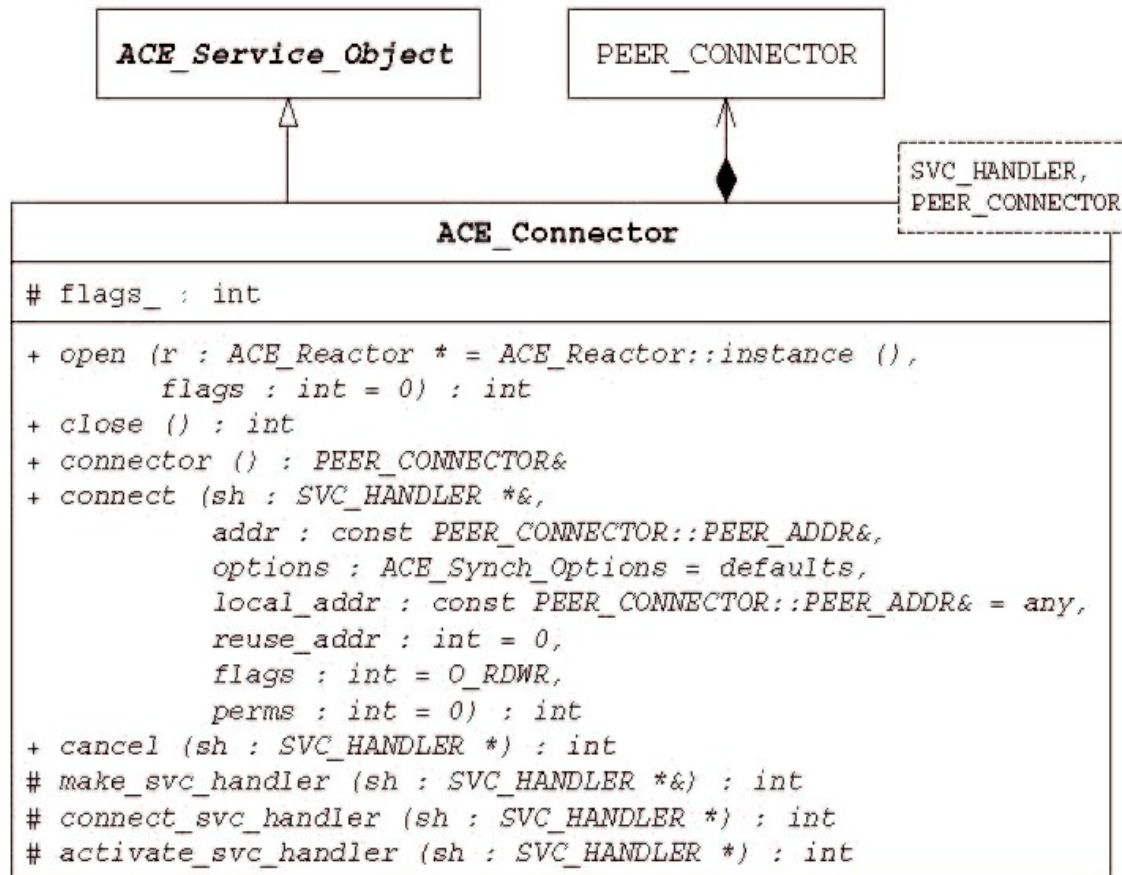 ACE_Service_Object
PEER_CONNECTOR
SVC_HANDLER,
PEER_CONNECTOR
ACE_Connector
# flags_ : int
+ open (r : ACE_Reactor * = ACE_Reactor::instance (),
flags : int = 0) : int
+ close () : int
+ connector () : PEER_CONNECTOR&
+ connect (sh : SVC_HANDLER *&,
addr : const PEER_CONNECTOR::PEER_ADDR&,
options : ACE_Synch_Options = defaults,
local_addr : const PEER_CONNECTOR::PEER_ADDR& = any,
reuse_addr : int = 0,
flags : int = O_RDWR,
perms : int = 0) : int
+ cancel (sh : SVC_HANDLER *) : int
# make_svc_handler (sh : SVC_HANDLER *&) : int
# connect_svc_handler (sh : SVC_HANDLER *) : int
# activate_svc_handler (sh : SVC_HANDLER *) : int